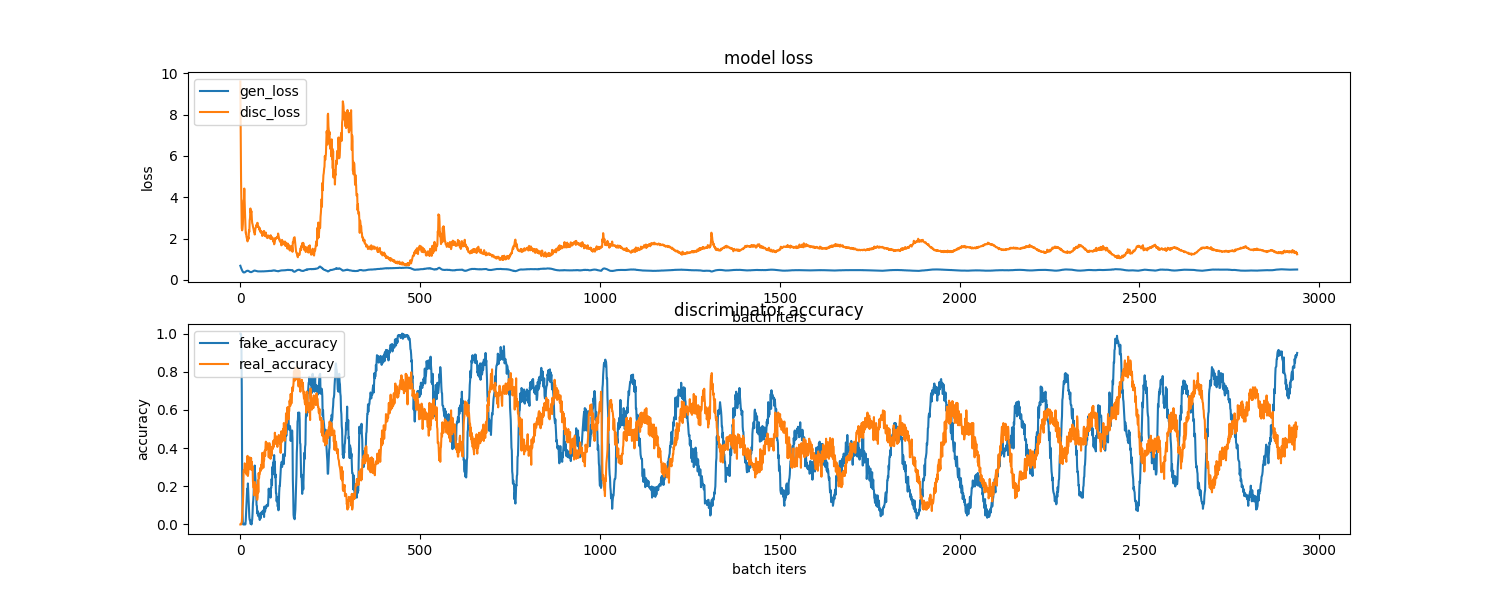 model loss
10
8
6
4
2
0
loss
gen_loss
disc_loss
0 500 1000 1500 2000 2500 3000
batch iters
discriminator accuracy
1.0
0.8
0.6
0.4
0.2
0.0
accuracy
fake_accuracy
real_accuracy
0 500 1000 1500 2000 2500 3000
batch iters